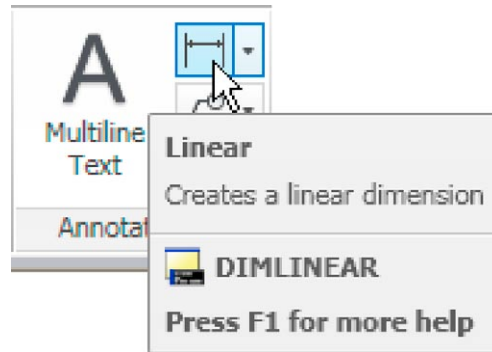 A
Multiline
Text
Annotat
Linear
Creates a linear dimension
DIMLINEAR
Press F1 for more help